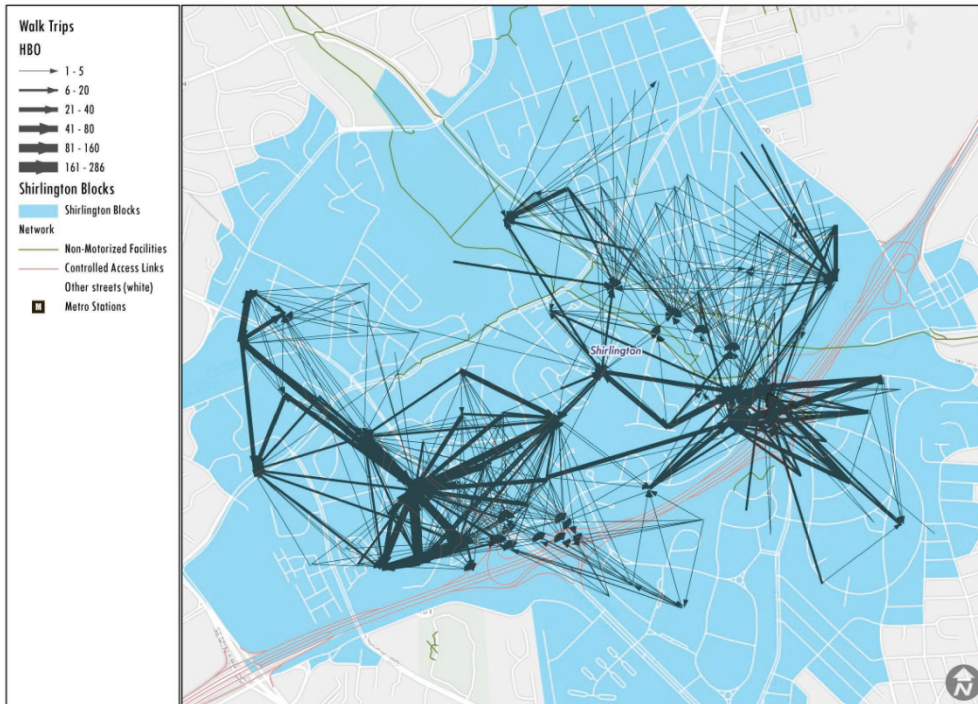 Walk Trips
HBO
1 - 5
6 - 20
21 - 40
41 - 80
81 - 160
161 - 286
Shirlington Blocks
Shirlington Blocks
Network
Non-Motorized Facilities
Controlled Access Links
Other streets (white)
M Metro Stations
Shirlington
N